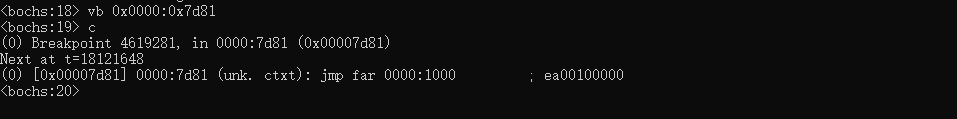 <bochs:18> vb 0x0000:0x7d81
<bochs:19> c
(0) Breakpoint 4619281, in 0000:7d81 (0x00007d81)
Next at t=18121648
(0) [0x00007d81] 0000:7d81 (unk. ctxt): jmp far 0000:1000 ; ea00100000
<bochs:20>